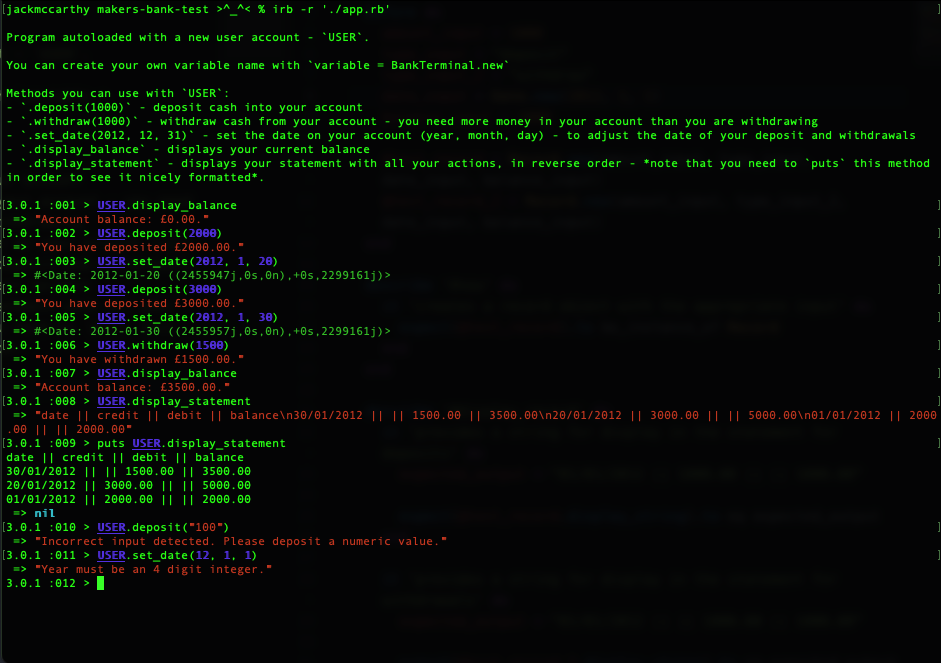 [jackmccarthy makers-bank-test >^_^< % irb -r './app.rb' ]
Program autoloaded with a new user account - `USER`.
You can create your own variable name with `variable = BankTerminal.new`
Methods you can use with `USER`:
- `.deposit(1000)` - deposit cash into your account
- `.withdraw(1000)` - withdraw cash from your account - you need more money in your account than you are withdrawing
- `.set_date(2012, 12, 31)` - set the date on your account (year, month, day) - to adjust the date of your deposit and withdrawals
- `.display_balance` - displays your current balance
- `.display_statement` - displays your statement with all your actions, in reverse order - *note that you need to `puts` this method
in order to see it nicely formatted*.
[3.0.1 :001 > USER.display_balance ]
=> "Account balance: £0.00."
[3.0.1 :002 > USER.deposit(2000) ]
=> "You have deposited £2000.00."
[3.0.1 :003 > USER.set_date(2012, 1, 20) ]
=> #<Date: 2012-01-20 ((2455947j,0s,0n),+0s,2299161j)>
[3.0.1 :004 > USER.deposit(3000) ]
=> "You have deposited £3000.00."
[3.0.1 :005 > USER.set_date(2012, 1, 30) ]
=> #<Date: 2012-01-30 ((2455957j,0s,0n),+0s,2299161j)>
[3.0.1 :006 > USER.withdraw(1500) ]
=> "You have withdrawn £1500.00."
[3.0.1 :007 > USER.display_balance ]
=> "Account balance: £3500.00."
[3.0.1 :008 > USER.display_statement ]
=> "date || credit || debit || balance\n30/01/2012 || || 1500.00 || 3500.00\n20/01/2012 || 3000.00 || || 5000.00\n01/01/2012 || 2000
.00 || || 2000.00"
[3.0.1 :009 > puts USER.display_statement ]
date || credit || debit || balance
30/01/2012 || || 1500.00 || 3500.00
20/01/2012 || 3000.00 || || 5000.00
01/01/2012 || 2000.00 || || 2000.00
=> nil
[3.0.1 :010 > USER.deposit("100") ]
=> "Incorrect input detected. Please deposit a numeric value."
[3.0.1 :011 > USER.set_date(12, 1, 1) ]
=> "Year must be an 4 digit integer."
3.0.1 :012 >